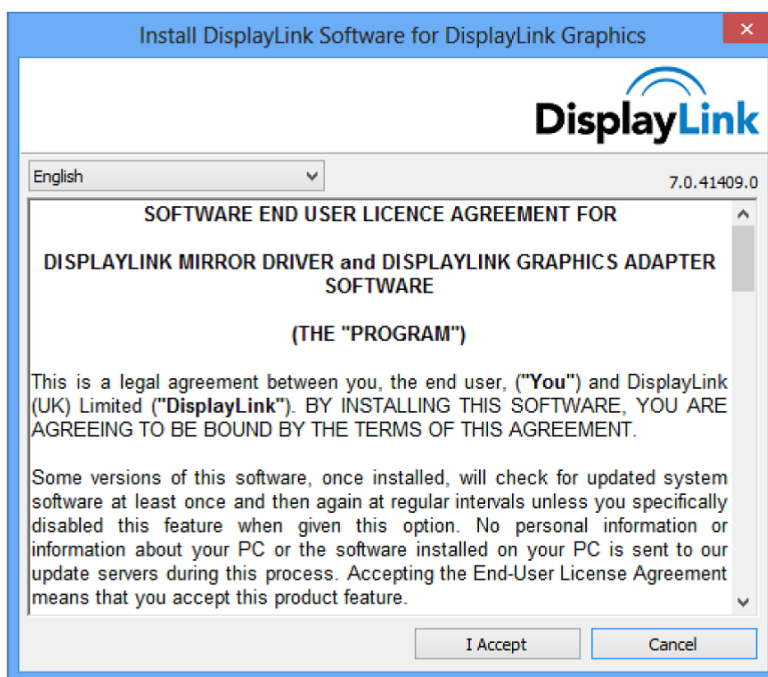 Install DisplayLink Software for DisplayLink Graphics
DisplayLink
English
7.0.41409.0
SOFTWARE END USER LICENCE AGREEMENT FOR
DISPLAYLINK MIRROR DRIVER and DISPLAYLINK GRAPHICS ADAPTER
SOFTWARE
(THE "PROGRAM")
This is a legal agreement between you, the end user, ("You") and DisplayLink
(UK) Limited ("DisplayLink"). BY INSTALLING THIS SOFTWARE, YOU ARE
AGREEING TO BE BOUND BY THE TERMS OF THIS AGREEMENT.
Some versions of this software, once installed, will check for updated system
software at least once and then again at regular intervals unless you specifically
disabled this feature when given this option. No personal information or
information about your PC or the software installed on your PC is sent to our
update servers during this process. Accepting the End-User License Agreement
means that you accept this product feature.
I Accept
Cancel